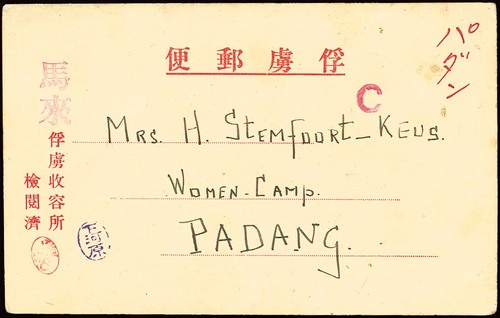 便郵虜俘
パダン
C
馬來
俘虜收容所
檢閱濟
MRS. H. STEMFOORT-KEUS.
WOMEN-CAMP.
PADANG.